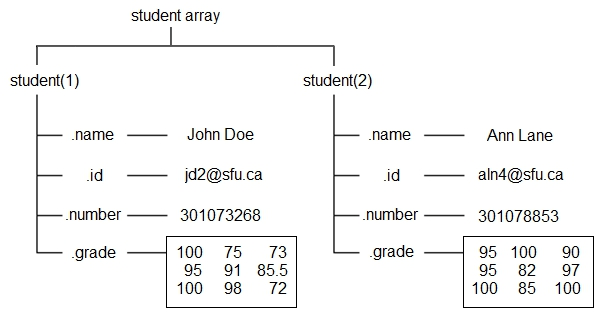 student array
student(1) student(2)
.name John Doe .name Ann Lane
.id jd2@sfu.ca .id aln4@sfu.ca
.number 301073268 .number 301078853
.grade 100 75 73 .grade 95 100 90
95 91 85.5 95 82 97
100 98 72 100 85 100